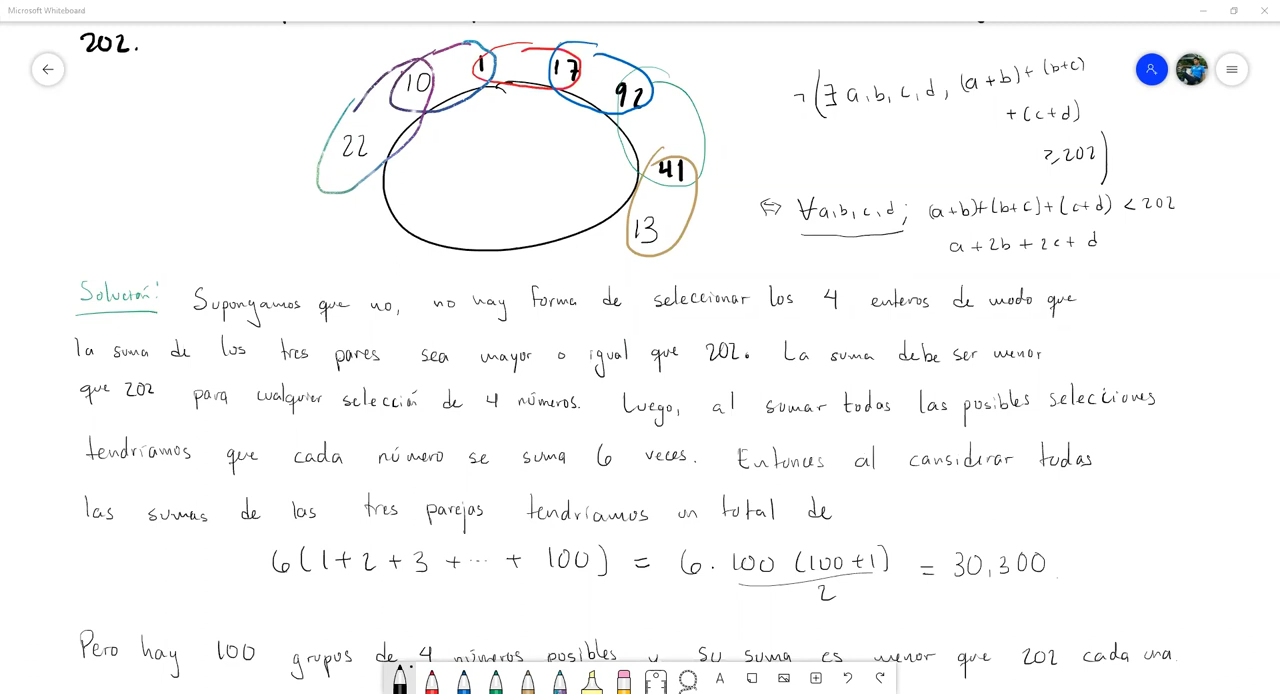 Microsoft Whiteboard
202.
22
10
1
17
92
41
13
¬(∃ a,b,c,d, (a+b)+(b+c)
+(c+d)
≥202)
⇔ ∀a,b,c,d; (a+b)+(b+c)+(c+d) < 202
a+2b+2c+d
Solución: Supongamos que no, no hay forma de seleccionar los 4 enteros de modo que
la suma de los tres pares sea mayor o igual que 202. La suma debe ser menor
que 202 para cualquier selección de 4 números. Luego, al sumar todas las posibles selecciones
tendríamos que cada número se suma 6 veces. Entonces al considerar todas
las sumas de las tres parejas tendríamos un total de
6(1+2+3+⋯+100) = 6·100(100+1)/2 = 30,300.
Pero hay 100 grupos de 4 números posibles y su suma es menor que 202 cada una.
A